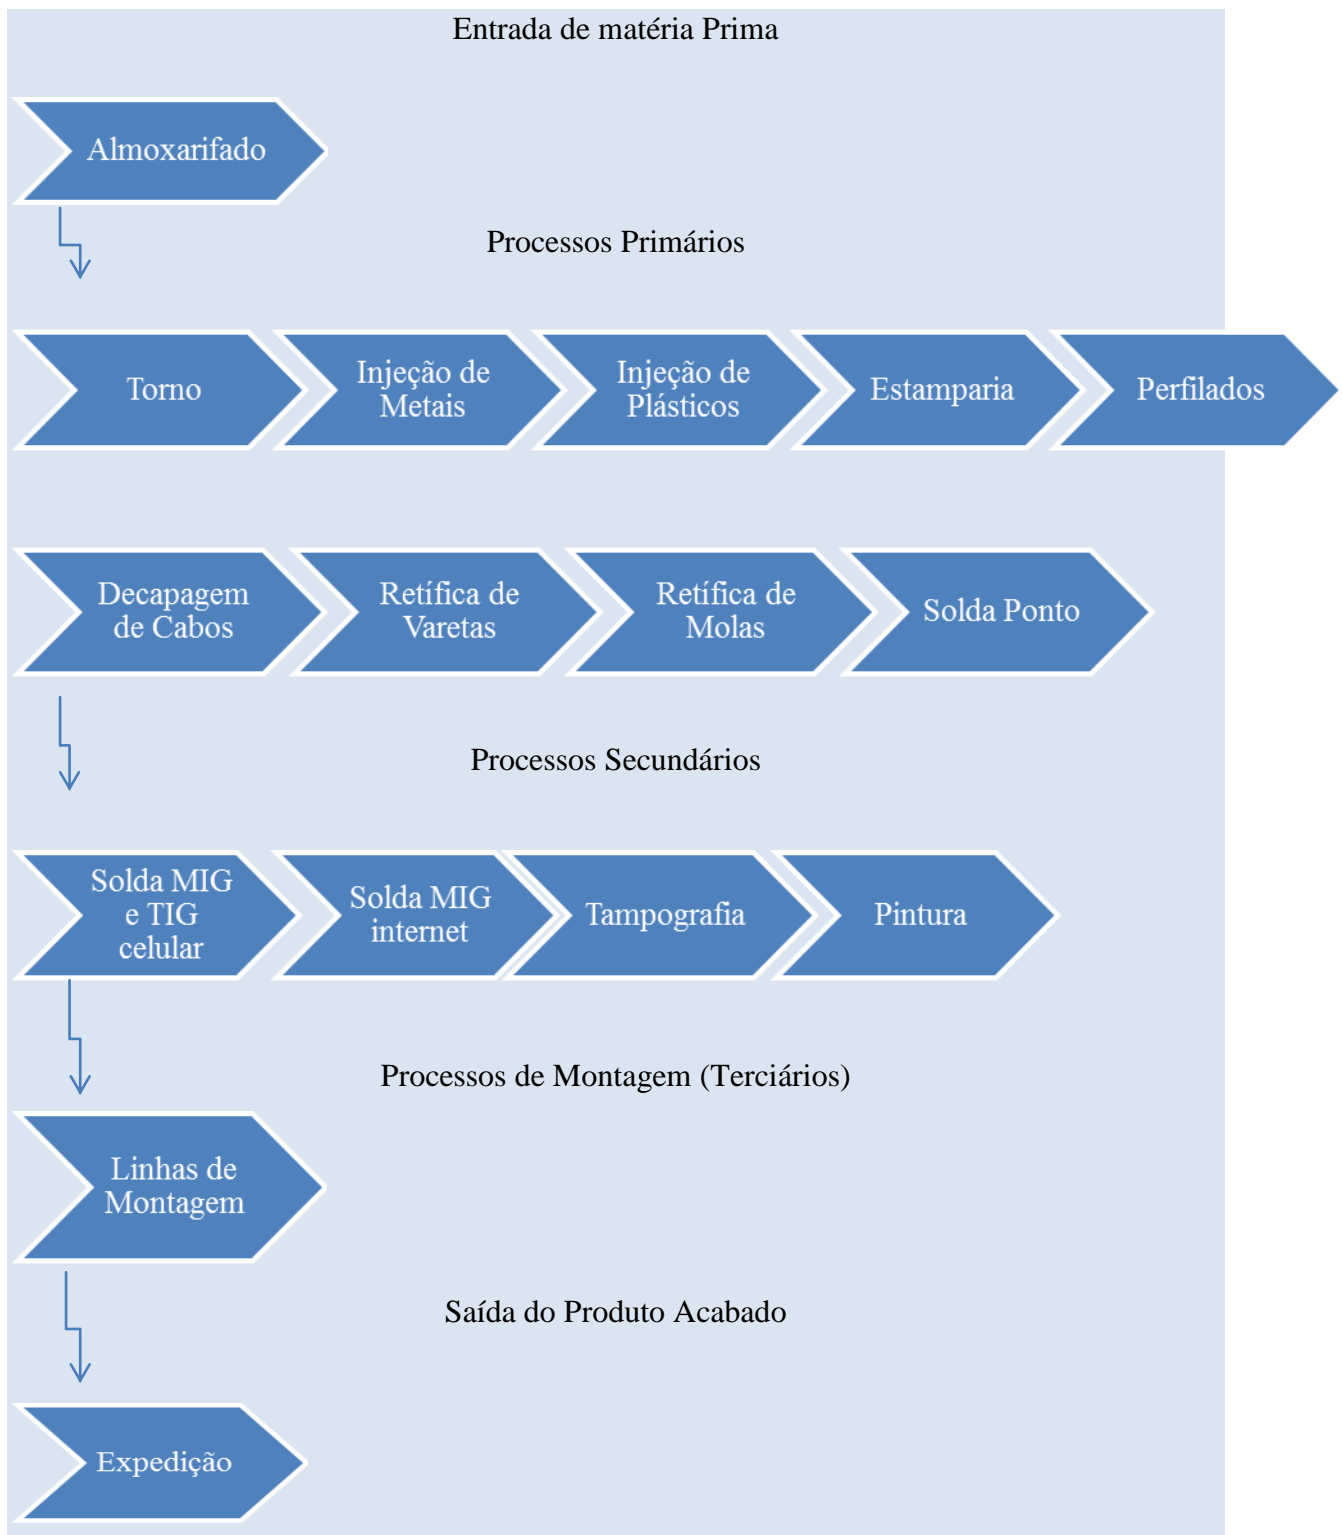 Entrada de matéria Prima
Almoxarifado
Processos Primários
Torno
Injeção de
Metais
Injeção de
Plásticos
Estamparia
Perfilados
Decapagem
de Cabos
Retífica de
Varetas
Retífica de
Molas
Solda Ponto
Processos Secundários
Solda MIG
e TIG
celular
Solda MIG
internet
Tampografia
Pintura
Processos de Montagem (Terciários)
Linhas de
Montagem
Saída do Produto Acabado
Expedição